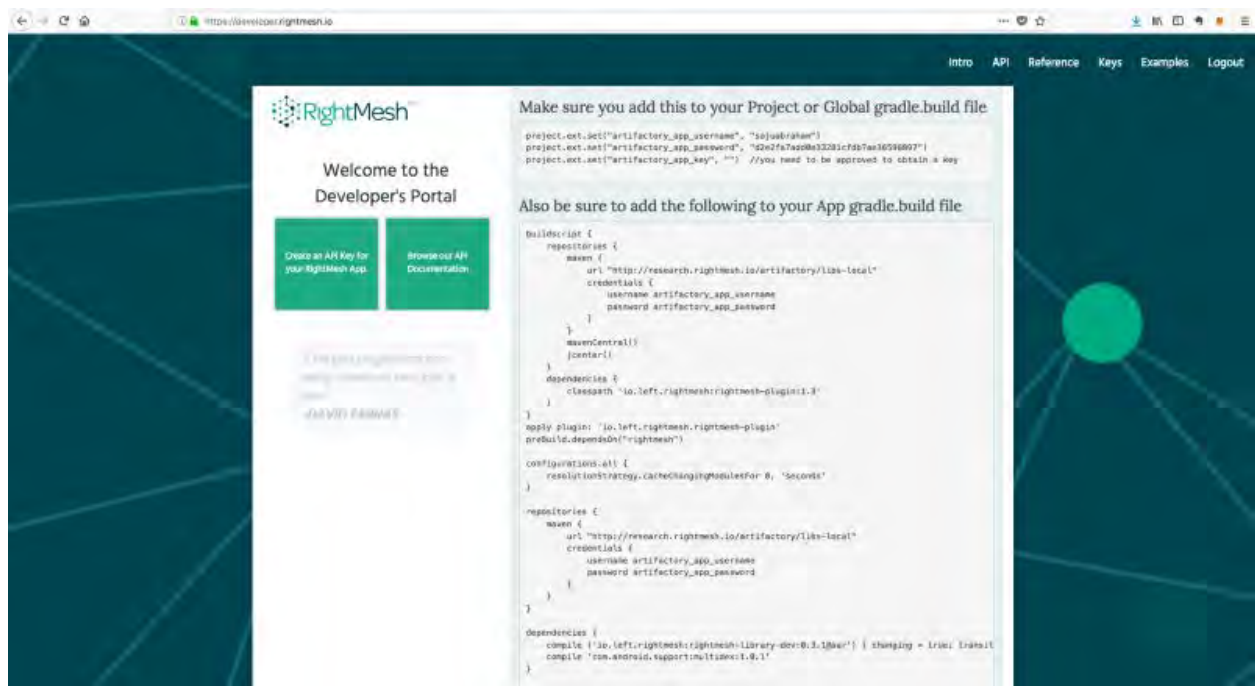 https://developer.rightmesh.io
Intro API Reference Keys Examples Logout
RightMesh
Welcome to the
Developer's Portal
Create an API Key for
your RightMesh App.
Browse our API
Documentation
Make sure you add this to your Project or Global gradle.build file
project.ext.set("artifactory_app_username",
project.ext.set("artifactory_app_password",
project.ext.set("artifactory_app_key", "") //you need to be approved to obtain a key
Also be sure to add the following to your App gradle.build file
buildscript {
repositories {
maven {
url "http://research.rightmesh.io/artifactory/libs-local"
credentials {
username artifactory_app_username
password artifactory_app_password
}
}
mavenCentral()
jcenter()
}
dependencies {
classpath 'io.left.rightmesh:rightmesh-plugin:1.3'
}
}
apply plugin: 'io.left.rightmesh.rightmesh-plugin'
preBuild.dependsOn("rightmesh")
configurations.all {
resolutionStrategy.cacheChangingModulesFor 0, 'seconds'
}
repositories {
maven {
url "http://research.rightmesh.io/artifactory/libs-local"
credentials {
username artifactory_app_username
password artifactory_app_password
}
}
}
dependencies {
compile ('io.left.rightmesh:rightmesh-library-dev:0.3.1@aar') { changing = true; transit
compile 'com.android.support:multidex:1.0.1'
}